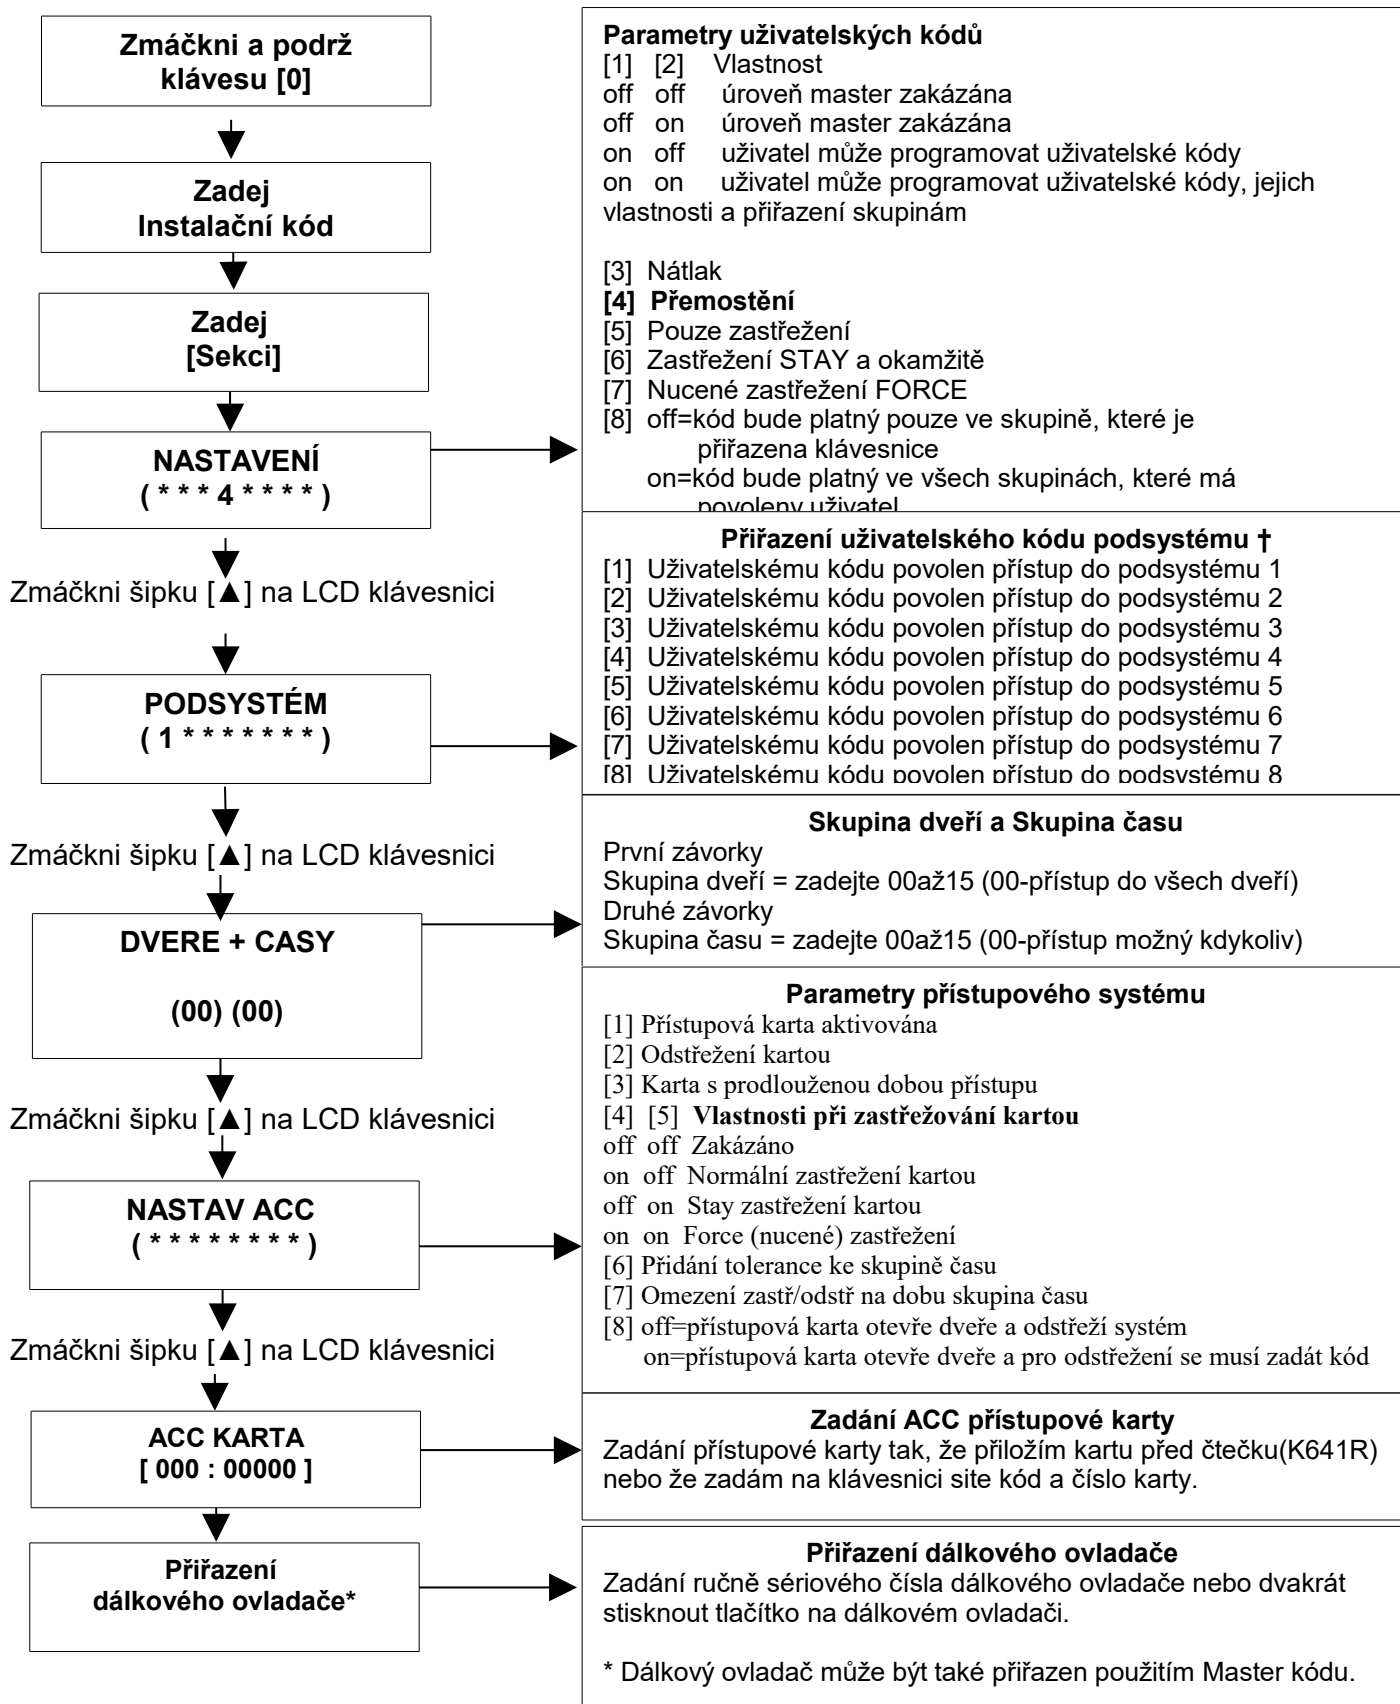 Zmáčkni a podrž
klávesu [0]
Zadej
Instalační kód
Zadej
[Sekci]
NASTAVENÍ
( * * * 4 * * * * )
Zmáčkni šipku [▲] na LCD klávesnici
PODSYSTÉM
( 1 * * * * * * * )
Zmáčkni šipku [▲] na LCD klávesnici
DVERE + CASY
(00) (00)
Zmáčkni šipku [▲] na LCD klávesnici
NASTAV ACC
( * * * * * * * * )
Zmáčkni šipku [▲] na LCD klávesnici
ACC KARTA
[ 000 : 00000 ]
Přiřazení
dálkového ovladače*
Parametry uživatelských kódů
[1] [2] Vlastnost
off off úroveň master zakázána
off on úroveň master zakázána
on off uživatel může programovat uživatelské kódy
on on uživatel může programovat uživatelské kódy, jejich
vlastnosti a přiřazení skupinám
[3] Nátlak
[4] Přemostění
[5] Pouze zastřežení
[6] Zastřežení STAY a okamžitě
[7] Nucené zastřežení FORCE
[8] off=kód bude platný pouze ve skupině, které je
přiřazena klávesnice
on=kód bude platný ve všech skupinách, které má
povoleny uživatel
Přiřazení uživatelského kódu podsystému †
[1] Uživatelskému kódu povolen přístup do podsystému 1
[2] Uživatelskému kódu povolen přístup do podsystému 2
[3] Uživatelskému kódu povolen přístup do podsystému 3
[4] Uživatelskému kódu povolen přístup do podsystému 4
[5] Uživatelskému kódu povolen přístup do podsystému 5
[6] Uživatelskému kódu povolen přístup do podsystému 6
[7] Uživatelskému kódu povolen přístup do podsystému 7
[8] Uživatelskému kódu povolen přístup do podsystému 8
Skupina dveří a Skupina času
První závorky
Skupina dveří = zadejte 00až15 (00-přístup do všech dveří)
Druhé závorky
Skupina času = zadejte 00až15 (00-přístup možný kdykoliv)
Parametry přístupového systému
[1] Přístupová karta aktivována
[2] Odstřežení kartou
[3] Karta s prodlouženou dobou přístupu
[4] [5] Vlastnosti při zastřežování kartou
off off Zakázáno
on off Normální zastřežení kartou
off on Stay zastřežení kartou
on on Force (nucené) zastřežení
[6] Přidání tolerance ke skupině času
[7] Omezení zastř/odstř na dobu skupina času
[8] off=přístupová karta otevře dveře a odstřeží systém
on=přístupová karta otevře dveře a pro odstřežení se musí zadát kód
Zadání ACC přístupové karty
Zadání přístupové karty tak, že přiložím kartu před čtečku(K641R)
nebo že zadám na klávesnici site kód a číslo karty.
Přiřazení dálkového ovladače
Zadání ručně sériového čísla dálkového ovladače nebo dvakrát
stisknout tlačítko na dálkovém ovladači.
* Dálkový ovladač může být také přiřazen použitím Master kódu.